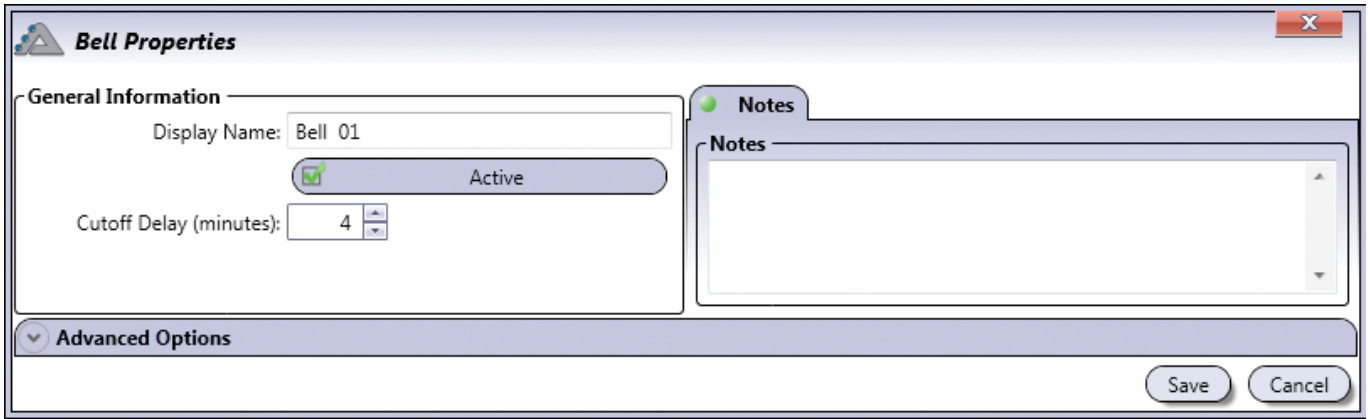 Bell Properties
General Information
Display Name: Bell 01
Active
Cutoff Delay (minutes): 4
Notes
Notes
Advanced Options
Save Cancel